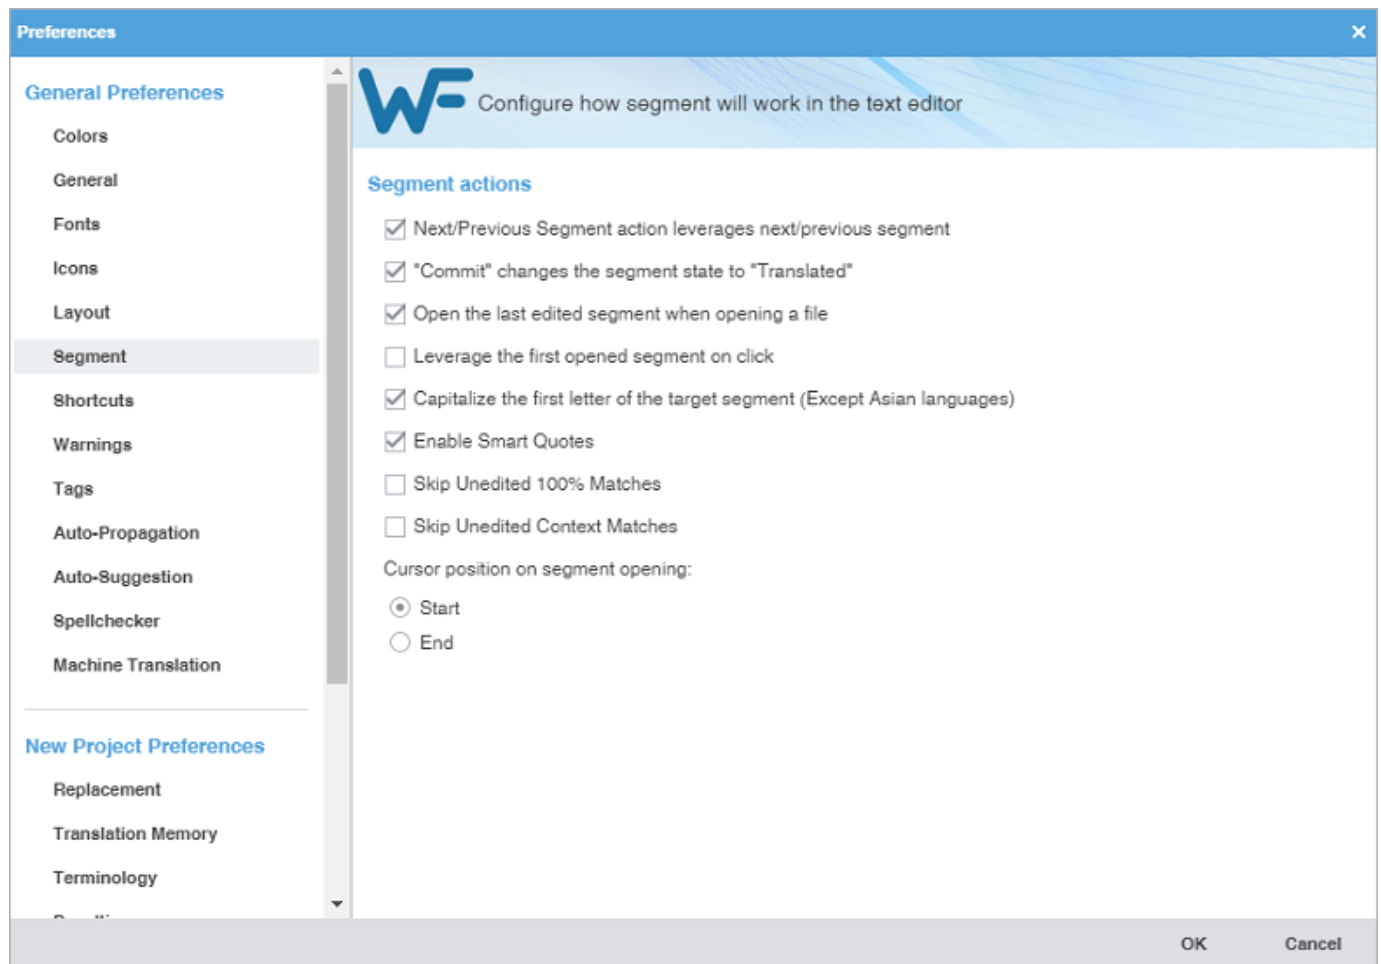 Preferences
General Preferences
Colors
General
Fonts
Icons
Layout
Segment
Shortcuts
Warnings
Tags
Auto-Propagation
Auto-Suggestion
Spellchecker
Machine Translation
New Project Preferences
Replacement
Translation Memory
Terminology
WF
Configure how segment will work in the text editor
Segment actions
Next/Previous Segment action leverages next/previous segment
"Commit" changes the segment state to "Translated"
Open the last edited segment when opening a file
Leverage the first opened segment on click
Capitalize the first letter of the target segment (Except Asian languages)
Enable Smart Quotes
Skip Unedited 100% Matches
Skip Unedited Context Matches
Cursor position on segment opening:
Start
End
OK Cancel